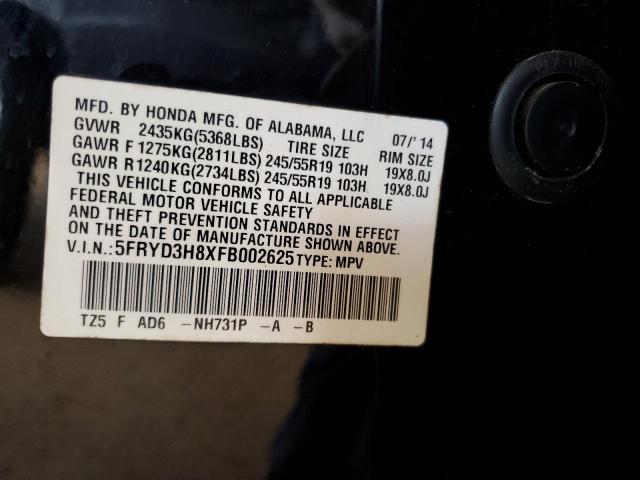 MFD. BY HONDA MFG. OF ALABAMA, LLC 07/'14
GVWR 2435KG(5368LBS) TIRE SIZE RIM SIZE
GAWR F 1275KG(2811LBS) 245/55R19 103H 19X8.0J
GAWR R1240KG(2734LBS) 245/55R19 103H 19X8.0J
THIS VEHICLE CONFORMS TO ALL APPLICABLE
FEDERAL MOTOR VEHICLE SAFETY
AND THEFT PREVENTION STANDARDS IN EFFECT
ON THE DATE OF MANUFACTURE SHOWN ABOVE.
V.I.N.:5FRYD3H8XFB002625 TYPE: MPV
TZ5 F AD6 -NH731P -A -B